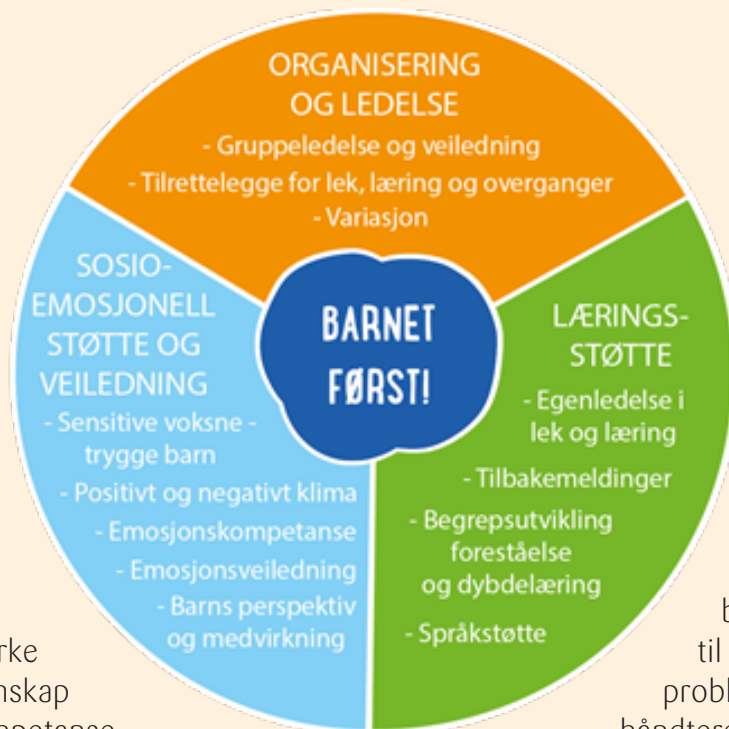 ORGANISERING
OG LEDELSE
- Gruppeledelse og veiledning
- Tilrettelegge for lek, læring og overganger
- Variasjon
SOSIO-
EMOSJONELL
STØTTE OG
VEILEDNING
- Sensitive voksne -
trygge barn
- Positivt og negativt klima
- Emosjonskompetanse
- Emosjonsveiledning
- Barns perspektiv
og medvirkning
BARNET
FØRST!
LÆRINGS-
STØTTE
- Egenledelse i
lek og læring
- Tilbakemeldinger
- Begrepsutvikling
foreståelse
og dybdelæring
- Språkstøtte
til